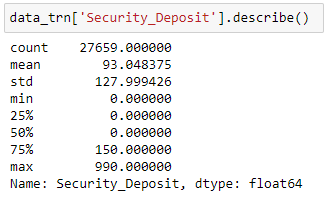 data_trn['Security_Deposit'].describe()
count    27659.000000
mean        93.048375
std        127.999426
min          0.000000
25%          0.000000
50%          0.000000
75%        150.000000
max        990.000000
Name: Security_Deposit, dtype: float64